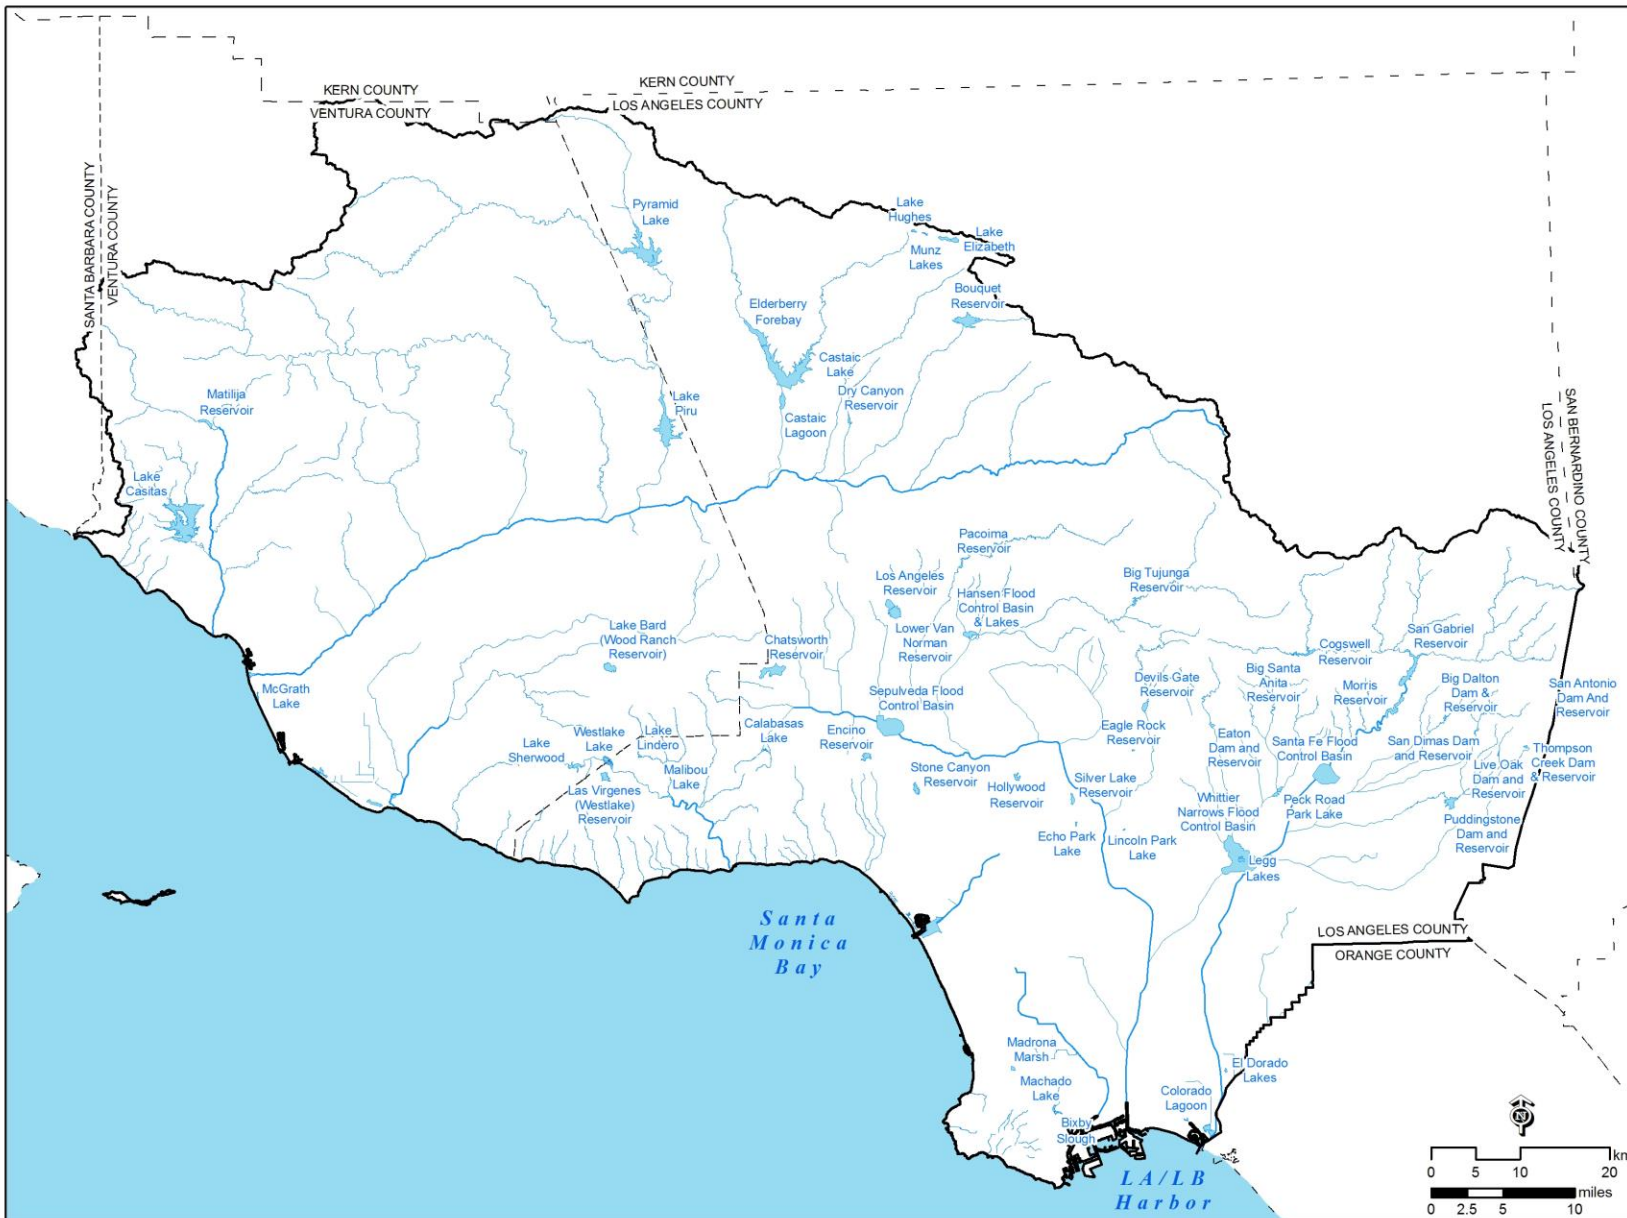 KERN COUNTY
VENTURA COUNTY
KERN COUNTY
LOS ANGELES COUNTY
SANTA BARBARA COUNTY
VENTURA COUNTY
Lake
Hughes
Lake
Elizabeth
Munz
Lakes
Pyramid
Lake
Bouquet
Reservoir
Elderberry
Forebay
Castaic
Lake
Dry Canyon
Reservoir
Castaic
Lagoon
Lake
Piru
Matilija
Reservoir
Lake
Casitas
SAN BERNARDINO COUNTY
LOS ANGELES COUNTY
Pacoima
Reservoir
Los Angeles
Reservoir
Hansen Flood
Control Basin
& Lakes
Big Tujunga
Reservoir
Lower Van
Norman
Reservoir
Lake Bard
(Wood Ranch
Reservoir)
Chatsworth
Reservoir
San Gabriel
Reservoir
Cogswell
Reservoir
Big Santa
Anita
Reservoir
Morris
Reservoir
Big Dalton
Dam &
Reservoir
San Antonio
Dam And
Reservoir
Devils Gate
Reservoir
McGrath
Lake
Sepulveda Flood
Control Basin
Eagle Rock
Reservoir
Eaton
Dam and
Reservoir
Santa Fe Flood
Control Basin
San Dimas Dam
and Reservoir
Thompson
Creek Dam
& Reservoir
Live Oak
Dam and
Reservoir
Lake
Sherwood
Westlake
Lake
Lake
Lindero
Calabasas
Lake
Encino
Reservoir
Malibou
Lake
Las Virgenes
(Westlake)
Reservoir
Stone Canyon
Reservoir
Hollywood
Reservoir
Silver Lake
Reservoir
Whittier
Narrows Flood
Control Basin
Peck Road
Park Lake
Puddingstone
Dam and
Reservoir
Echo Park
Lake
Lincoln Park
Lake
Legg
Lakes
Santa
Monica
Bay
LOS ANGELES COUNTY
ORANGE COUNTY
Madrona
Marsh
Machado
Lake
Bixby
Slough
Colorado
Lagoon
El Dorado
Lakes
LA/LB
Harbor
N
km
0 5 10 20
miles
0 2.5 5 10